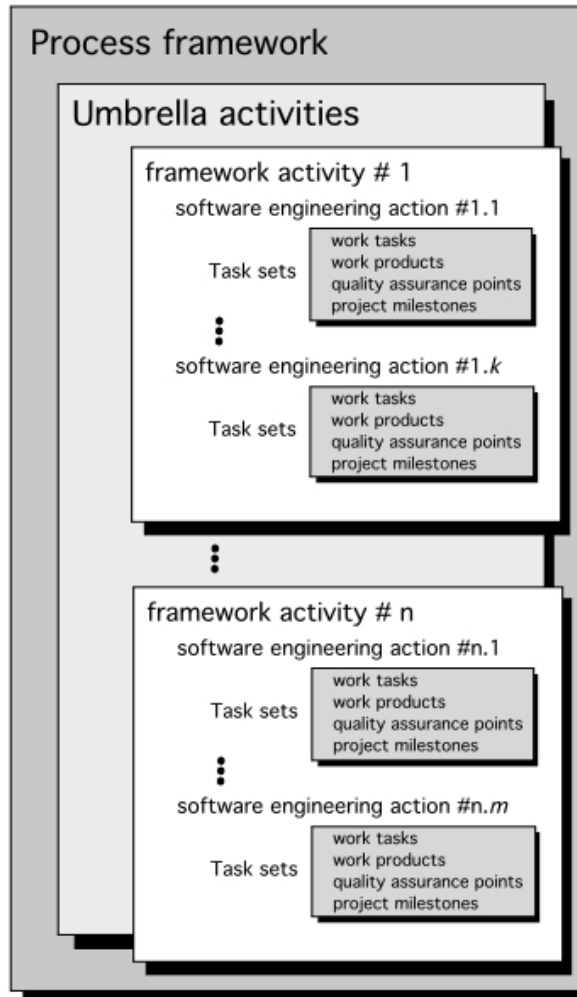 Process framework
Umbrella activities
framework activity # 1
software engineering action #1.1
Task sets
work tasks
work products
quality assurance points
project milestones
software engineering action #1.k
Task sets
work tasks
work products
quality assurance points
project milestones
framework activity # n
software engineering action #n.1
Task sets
work tasks
work products
quality assurance points
project milestones
software engineering action #n.m
Task sets
work tasks
work products
quality assurance points
project milestones